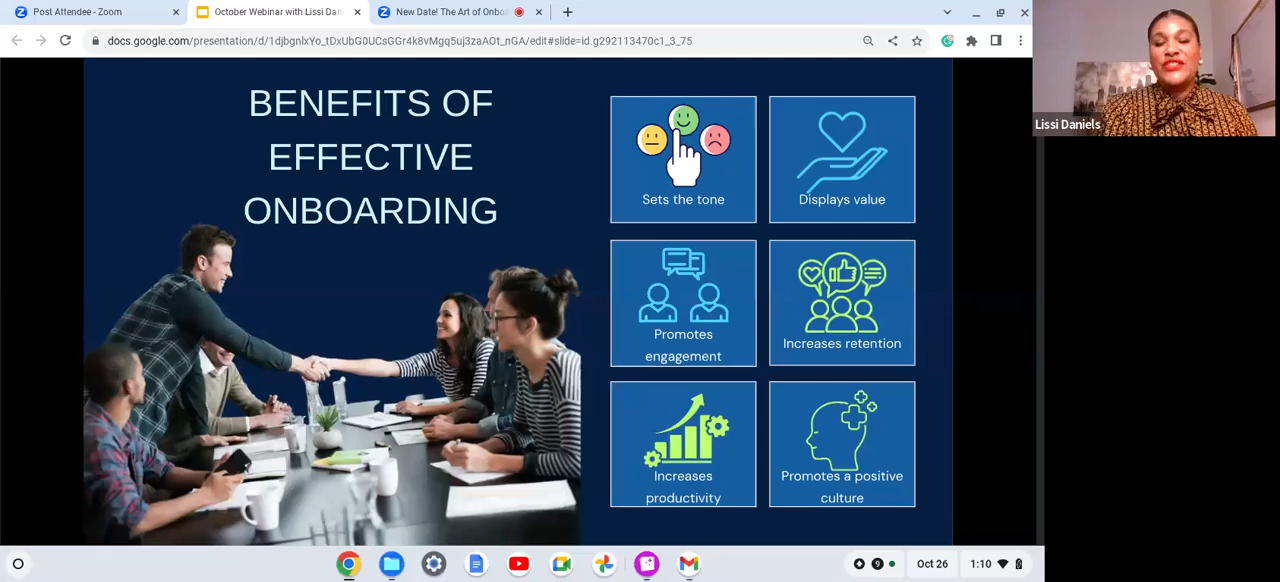 Post Attendee - Zoom
October Webinar with Lissi Dan
New Date! The Art of Onbo
docs.google.com/presentation/d/1djbgnlxYo_tDxUbG0UCsGGr4k8vMgq5uj3zaAOt_nGA/edit#slide=id.g292113470c1_3_75
Lissi Daniels
BENEFITS OF
EFFECTIVE
ONBOARDING
Sets the tone
Displays value
Promotes
engagement
Increases retention
Increases
productivity
Promotes a positive
culture
9
Oct 26
1:10